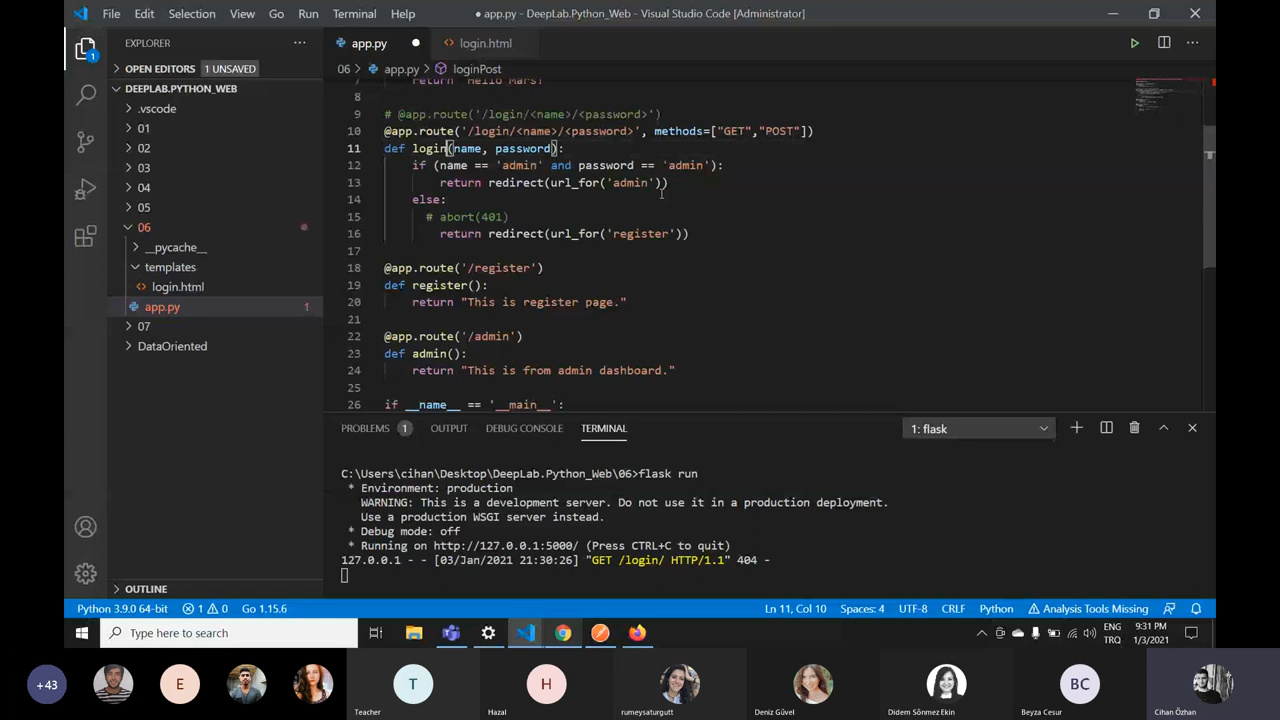 File Edit Selection View Go Run Terminal Help
● app.py - DeepLab.Python_Web - Visual Studio Code [Administrator]
EXPLORER
app.py
login.html
OPEN EDITORS 1 UNSAVED
06 > app.py > loginPost
DEEPLAB.PYTHON_WEB
.vscode
01
02
03
04
05
06
__pycache__
templates
login.html
app.py 1
07
DataOriented
OUTLINE
7 return "Hello Mars!"
8
9 # @app.route('/login/<name>/<password>')
10 @app.route('/login/<name>/<password>', methods=["GET","POST"])
11 def login(name, password):
12 if (name == 'admin' and password == 'admin'):
13 return redirect(url_for('admin'))
14 else:
15 # abort(401)
16 return redirect(url_for('register'))
17
18 @app.route('/register')
19 def register():
20 return "This is register page."
21
22 @app.route('/admin')
23 def admin():
24 return "This is from admin dashboard."
25
26 if __name__ == '__main__':
PROBLEMS 1 OUTPUT DEBUG CONSOLE TERMINAL
1: flask
C:\Users\cihan\Desktop\DeepLab.Python_Web\06>flask run
* Environment: production
WARNING: This is a development server. Do not use it in a production deployment.
Use a production WSGI server instead.
* Debug mode: off
* Running on http://127.0.0.1:5000/ (Press CTRL+C to quit)
127.0.0.1 - - [03/Jan/2021 21:30:26] "GET /login/ HTTP/1.1" 404 -
Python 3.9.0 64-bit 1 0 Go 1.15.6
Ln 11, Col 10 Spaces: 4 UTF-8 CRLF Python Analysis Tools Missing
1
Type here to search
ENG
TRQ
9:31 PM
1/3/2021
+43
E
T
Teacher
H
Hazal
rumeysaturgutt
Deniz Güvel
Didem Sönmez Ekin
BC
Beyza Cesur
Cihan Özhan